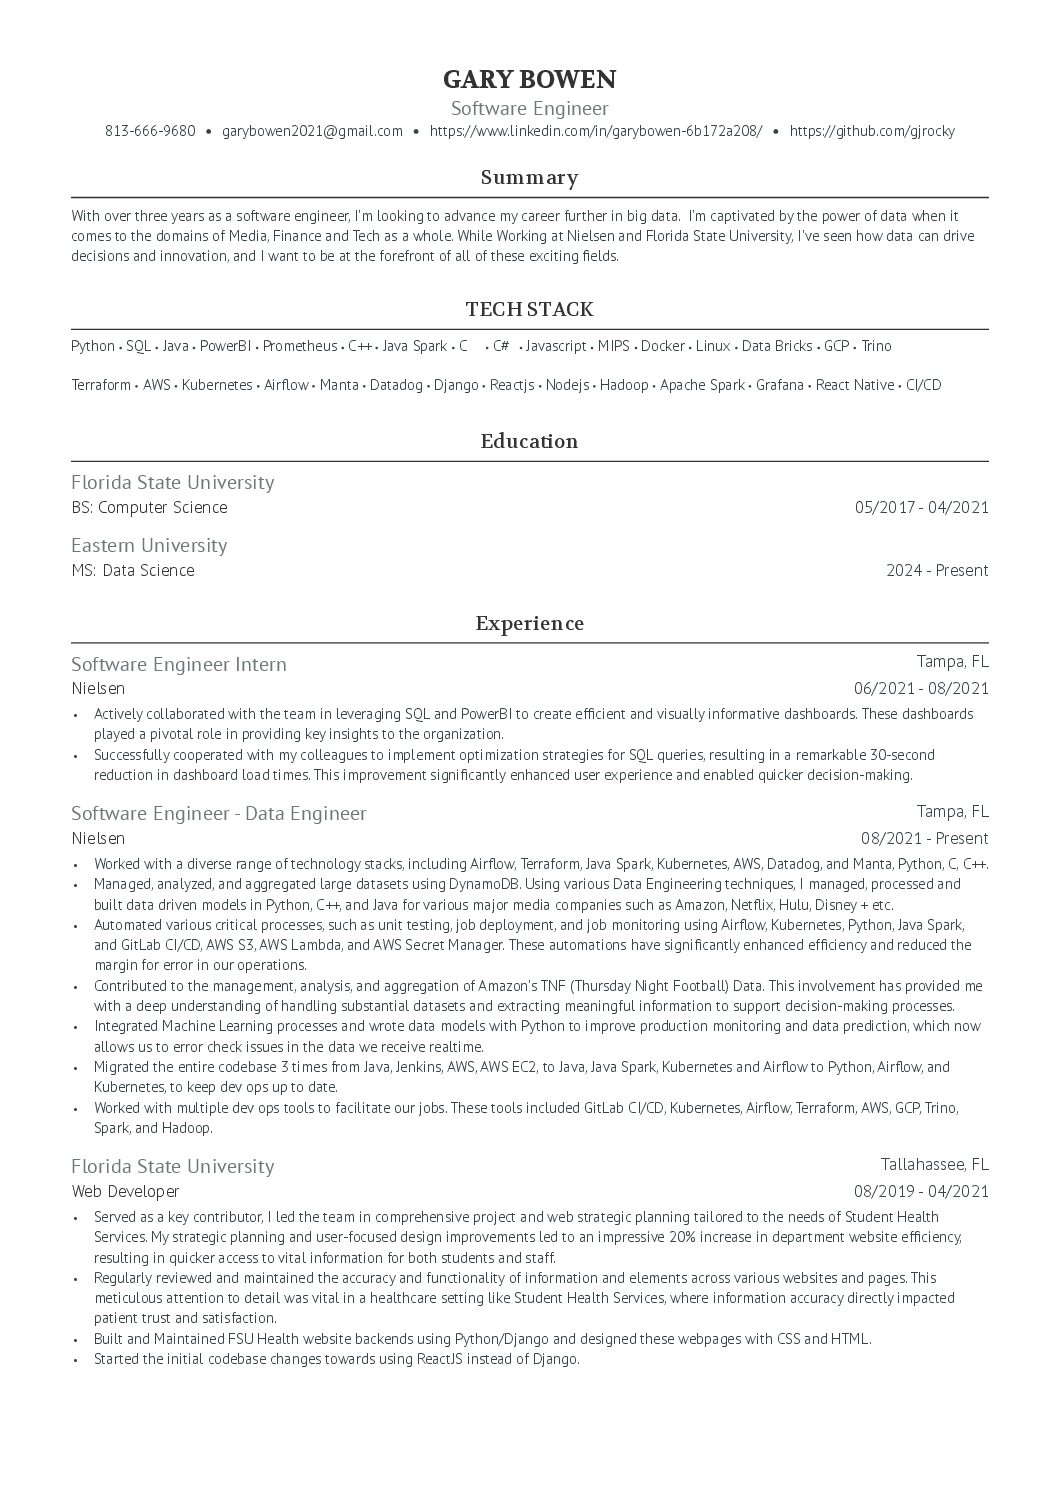 GARY BOWEN
Software Engineer
813-666-9680 • garybowen2021@gmail.com • https://www.linkedin.com/in/garybowen-6b172a208/ • https://github.com/gjrocky
Summary
With over three years as a software engineer, I'm looking to advance my career further in big data. I'm captivated by the power of data when it
comes to the domains of Media, Finance and Tech as a whole. While Working at Nielsen and Florida State University, I've seen how data can drive
decisions and innovation, and I want to be at the forefront of all of these exciting fields.
TECH STACK
Python • SQL • Java • PowerBI • Prometheus • C++ • Java Spark • C • C# • Javascript • MIPS • Docker • Linux • Data Bricks • GCP • Trino
Terraform • AWS • Kubernetes • Airflow • Manta • Datadog • Django • Reactjs • Nodejs • Hadoop • Apache Spark • Grafana • React Native • CI/CD
Education
Florida State University
BS: Computer Science 05/2017 - 04/2021
Eastern University
MS: Data Science 2024 - Present
Experience
Software Engineer Intern Tampa, FL
Nielsen 06/2021 - 08/2021
• Actively collaborated with the team in leveraging SQL and PowerBI to create efficient and visually informative dashboards. These dashboards
played a pivotal role in providing key insights to the organization.
• Successfully cooperated with my colleagues to implement optimization strategies for SQL queries, resulting in a remarkable 30-second
reduction in dashboard load times. This improvement significantly enhanced user experience and enabled quicker decision-making.
Software Engineer - Data Engineer Tampa, FL
Nielsen 08/2021 - Present
• Worked with a diverse range of technology stacks, including Airflow, Terraform, Java Spark, Kubernetes, AWS, Datadog, and Manta, Python, C, C++.
• Managed, analyzed, and aggregated large datasets using DynamoDB. Using various Data Engineering techniques, I managed, processed and
built data driven models in Python, C++, and Java for various major media companies such as Amazon, Netflix, Hulu, Disney + etc.
• Automated various critical processes, such as unit testing, job deployment, and job monitoring using Airflow, Kubernetes, Python, Java Spark,
and GitLab CI/CD, AWS S3, AWS Lambda, and AWS Secret Manager. These automations have significantly enhanced efficiency and reduced the
margin for error in our operations.
• Contributed to the management, analysis, and aggregation of Amazon's TNF (Thursday Night Football) Data. This involvement has provided me
with a deep understanding of handling substantial datasets and extracting meaningful information to support decision-making processes.
• Integrated Machine Learning processes and wrote data models with Python to improve production monitoring and data prediction, which now
allows us to error check issues in the data we receive realtime.
• Migrated the entire codebase 3 times from Java, Jenkins, AWS, AWS EC2, to Java, Java Spark, Kubernetes and Airflow to Python, Airflow, and
Kubernetes, to keep dev ops up to date.
• Worked with multiple dev ops tools to facilitate our jobs. These tools included GitLab CI/CD, Kubernetes, Airflow, Terraform, AWS, GCP, Trino,
Spark, and Hadoop.
Florida State University Tallahassee, FL
Web Developer 08/2019 - 04/2021
• Served as a key contributor, I led the team in comprehensive project and web strategic planning tailored to the needs of Student Health
Services. My strategic planning and user-focused design improvements led to an impressive 20% increase in department website efficiency,
resulting in quicker access to vital information for both students and staff.
• Regularly reviewed and maintained the accuracy and functionality of information and elements across various websites and pages. This
meticulous attention to detail was vital in a healthcare setting like Student Health Services, where information accuracy directly impacted
patient trust and satisfaction.
• Built and Maintained FSU Health website backends using Python/Django and designed these webpages with CSS and HTML.
• Started the initial codebase changes towards using ReactJS instead of Django.